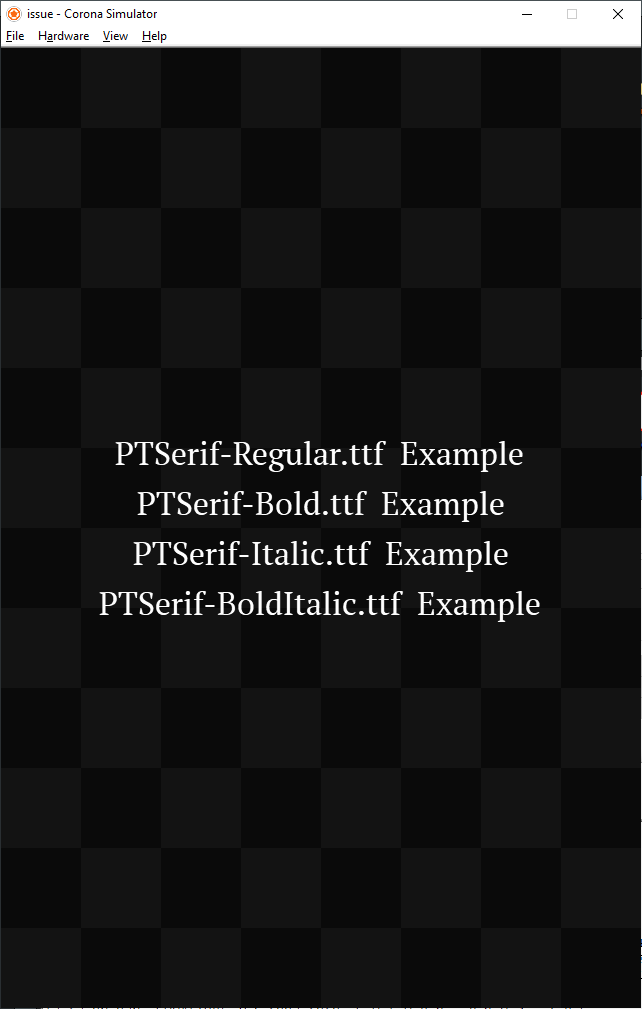 issue - Corona Simulator
File Hardware View Help
PTSerif-Regular.ttf Example
PTSerif-Bold.ttf Example
PTSerif-Italic.ttf Example
PTSerif-BoldItalic.ttf Example